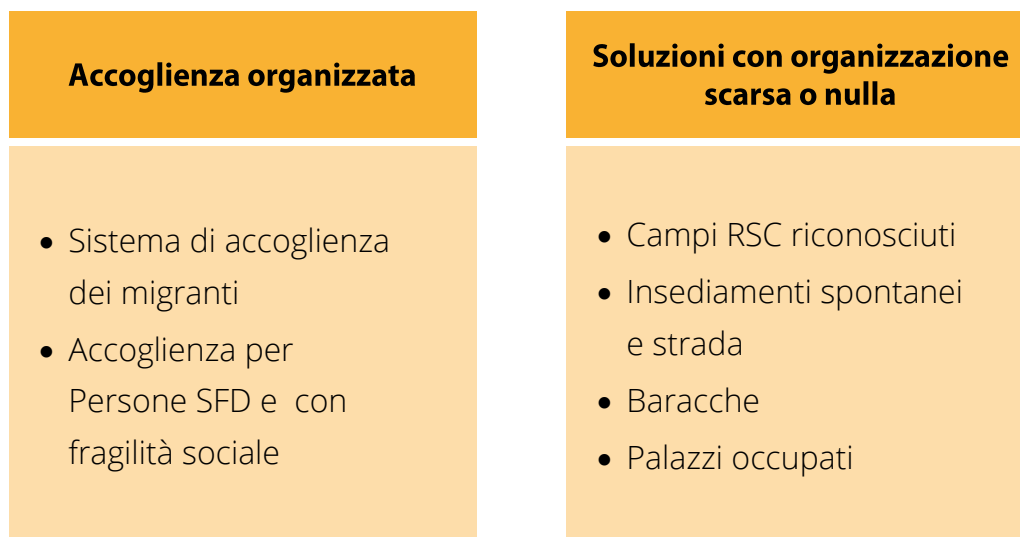 Accoglienza organizzata
• Sistema di accoglienza
dei migranti
• Accoglienza per
Persone SFD e  con
fragilità sociale
Soluzioni con organizzazione
scarsa o nulla
• Campi RSC riconosciuti
• Insediamenti spontanei
e strada
• Baracche
• Palazzi occupati